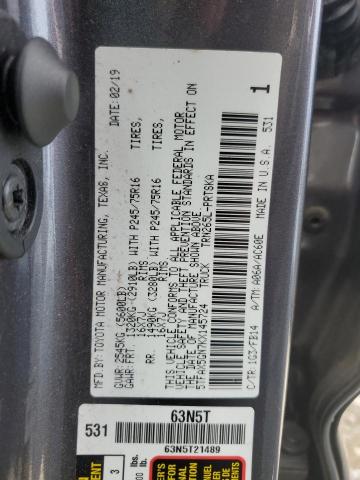 MFD BY: TOYOTA MOTOR MANUFACTURING, TEXAS, INC.
DATE: 02/19
GVWR: 2545KG (5600LB)
GAWR: FRT. 1320KG (2910LB) WITH P245/75R16 TIRES,
16X7J RIMS
RR. 1490KG (3280LB) WITH P245/75R16 TIRES,
16X7J RIMS
THIS VEHICLE CONFORMS TO ALL APPLICABLE FEDERAL MOTOR
VEHICLE SAFETY AND THEFT PREVENTION STANDARDS IN EFFECT ON
THE DATE OF MANUFACTURE SHOWN ABOVE.
5TFAX5GN7KX145724 TRUCK
TRN265L-PRTSKA
C/TR: 1G3/FB14 A/TM: A06A/AC60E
MADE IN U.S.A. 531
1
531
63N5T
63N5T21489
3
lbs.